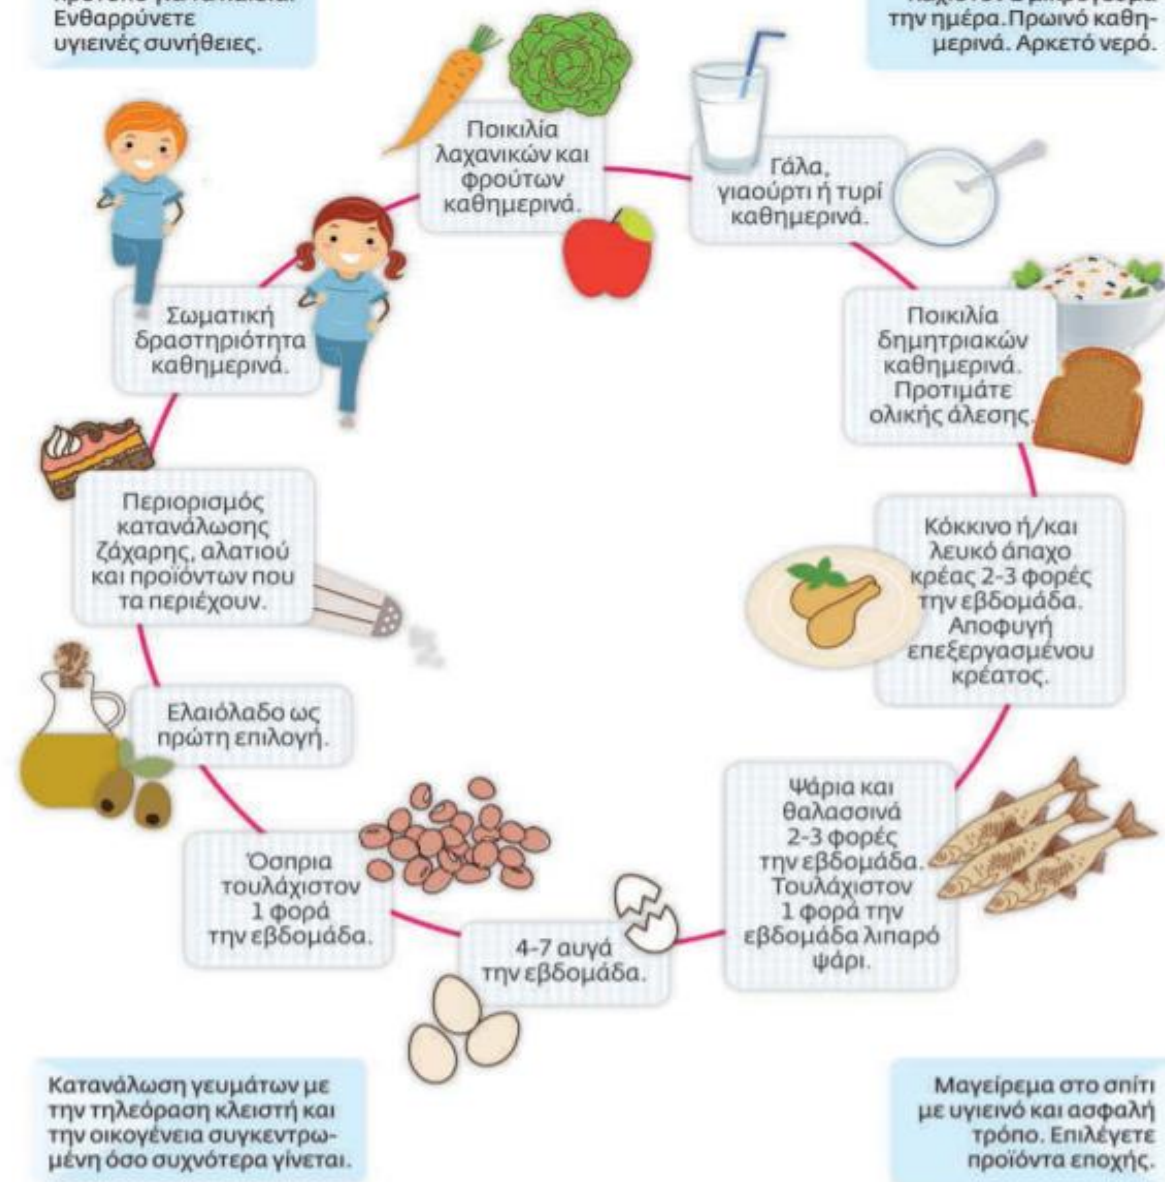 Ενθαρρύνετε
υγιεινές συνήθειες.
την ημέρα. Πρωινό καθη-
μερινά. Αρκετό νερό.
Ποικιλία
λαχανικών και
φρούτων
καθημερινά.
Γάλα,
γιαούρτι ή τυρί
καθημερινά.
Σωματική
δραστηριότητα
καθημερινά.
Ποικιλία
δημητριακών
καθημερινά.
Προτιμάτε
ολικής άλεσης.
Περιορισμός
κατανάλωσης
ζάχαρης, αλατιού
και προϊόντων που
τα περιέχουν.
Κόκκινο ή/και
λευκό άπαχο
κρέας 2-3 φορές
την εβδομάδα.
Αποφυγή
επεξεργασμένου
κρέατος.
Ελαιόλαδο ως
πρώτη επιλογή.
Ψάρια και
θαλασσινά
2-3 φορές
την εβδομάδα.
Τουλάχιστον
1 φορά την
εβδομάδα λιπαρό
ψάρι.
Όσπρια
τουλάχιστον
1 φορά
την εβδομάδα.
4-7 αυγά
την εβδομάδα.
Κατανάλωση γευμάτων με
την τηλεόραση κλειστή και
την οικογένεια συγκεντρω-
μένη όσο συχνότερα γίνεται.
Μαγείρεμα στο σπίτι
με υγιεινό και ασφαλή
τρόπο. Επιλέγετε
προϊόντα εποχής.